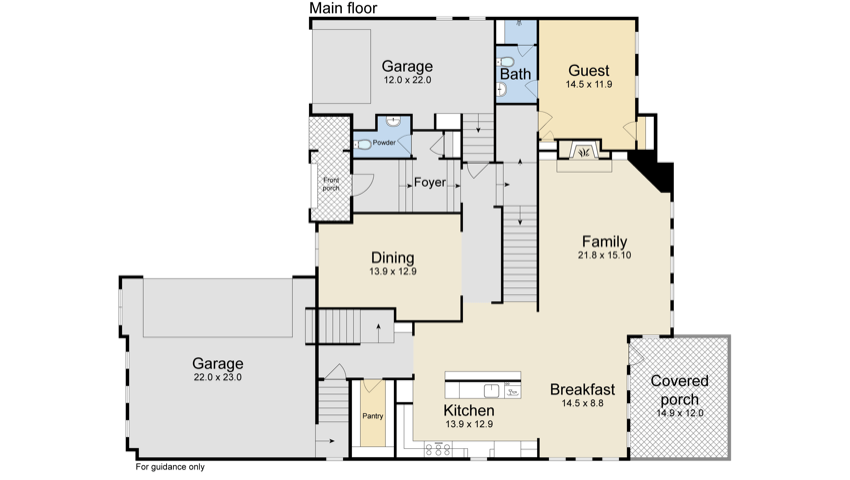 Main floor
Garage
12.0 x 22.0
Bath
Guest
14.5 x 11.9
Powder
Front
porch
Foyer
Dining
13.9 x 12.9
Family
21.8 x 15.10
Garage
22.0 x 23.0
Pantry
Kitchen
13.9 x 12.9
Breakfast
14.5 x 8.8
Covered
porch
14.9 x 12.0
For guidance only